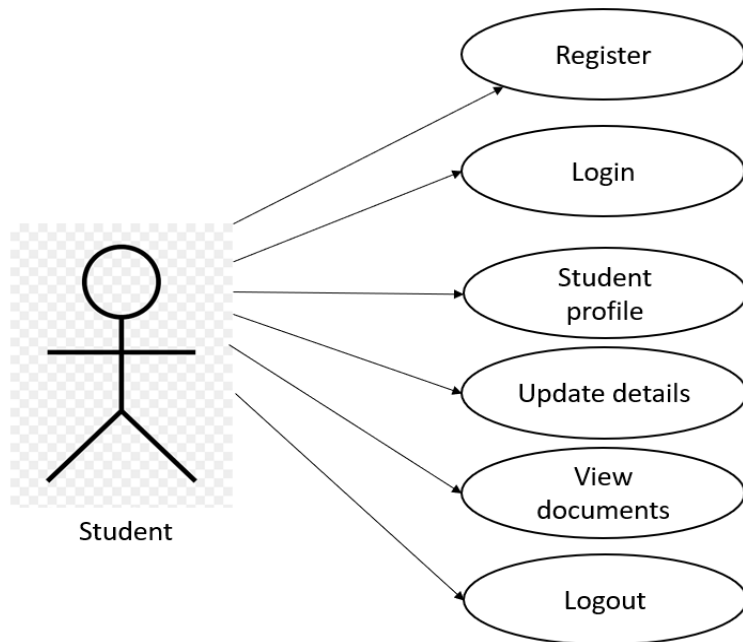 Register
Login
Student
profile
Update details
View
documents
Logout
Student